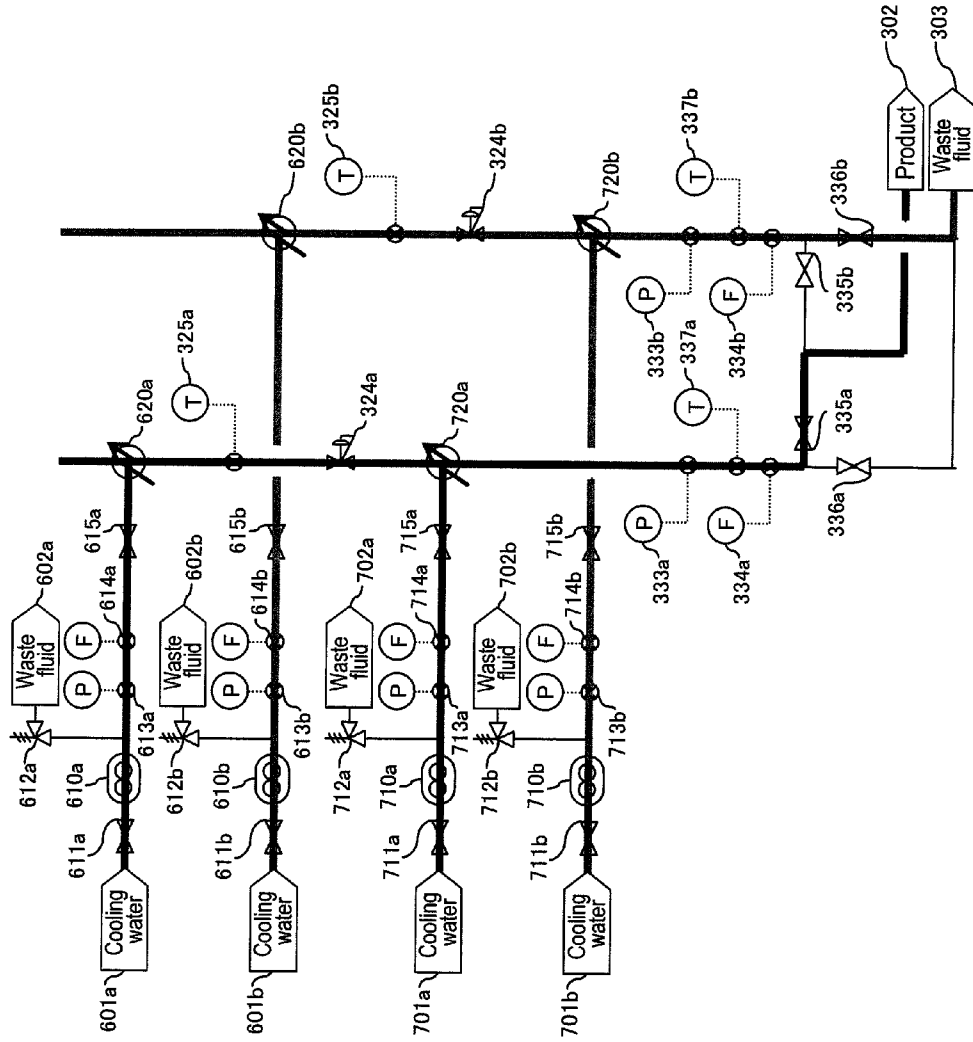 601a
Cooling
water
611a
610a
612a
Waste
fluid
602a
P
613a
F
614a
615a
620a
T
325a
324a
601b
Cooling
water
611b
610b
612b
Waste
fluid
602b
P
613b
F
614b
615b
620b
T
325b
324b
701a
Cooling
water
711a
710a
712a
Waste
fluid
702a
P
713a
F
714a
715a
720a
701b
Cooling
water
711b
710b
712b
Waste
fluid
702b
P
713b
F
714b
715b
720b
P
333a
T
337a
F
334a
335a
336a
P
333b
T
337b
F
334b
335b
336b
Product
302
Waste
fluid
303